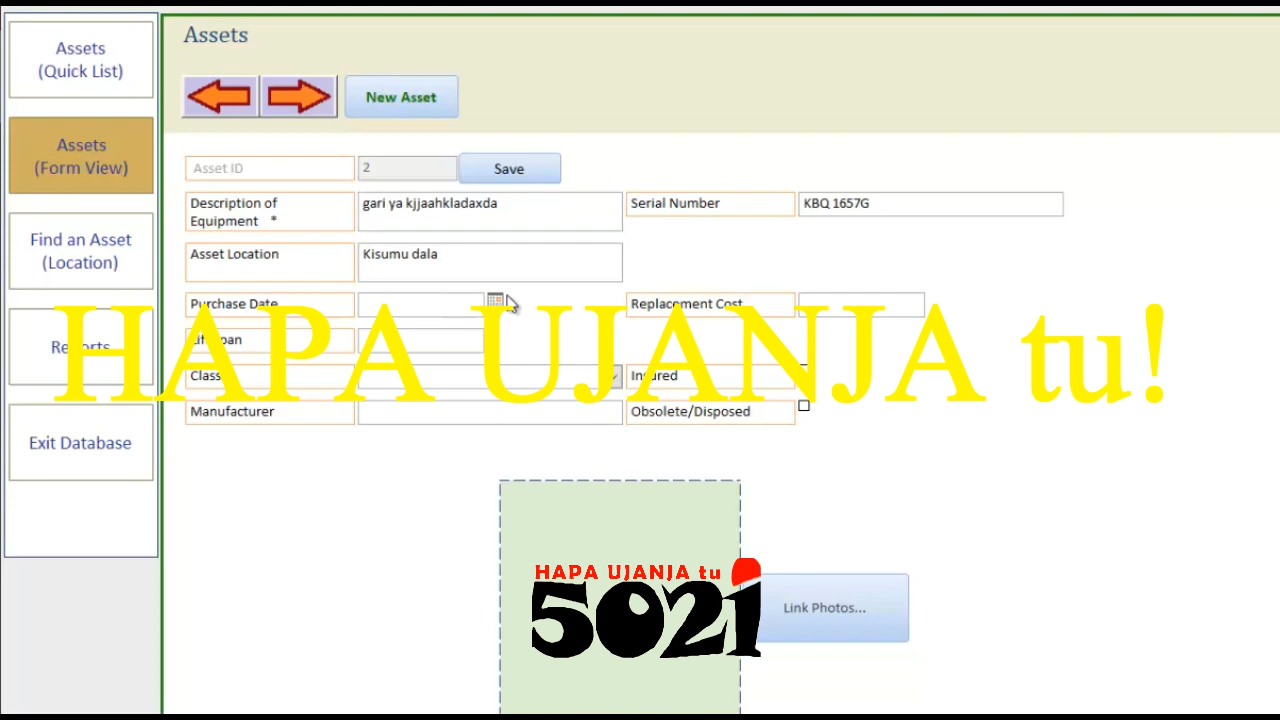 Assets
(Quick List)
Assets
(Form View)
Find an Asset
(Location)
Reports
Exit Database
Assets
New Asset
Asset ID 2 Save
Description of
Equipment *
gari ya kjjaahkladaxda
Serial Number KBQ 1657G
Asset Location Kisumu dala
Purchase Date Replacement Cost
HAPA UJANJA tu!
Class Insured
Manufacturer Obsolete/Disposed
HAPA UJANJA tu
5021
Link Photos...